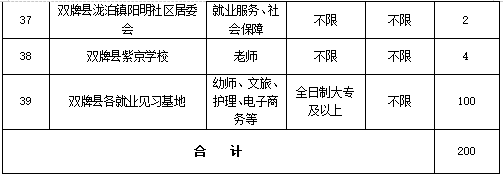 37 双牌县泷泊镇阳明社区居委会 就业服务、社会保障 不限 不限 2
38 双牌县紫京学校 老师 不限 不限 4
39 双牌县各就业见习基地 幼师、文旅、护理、电子商务等 全日制大专及以上 不限 100
合 计 200